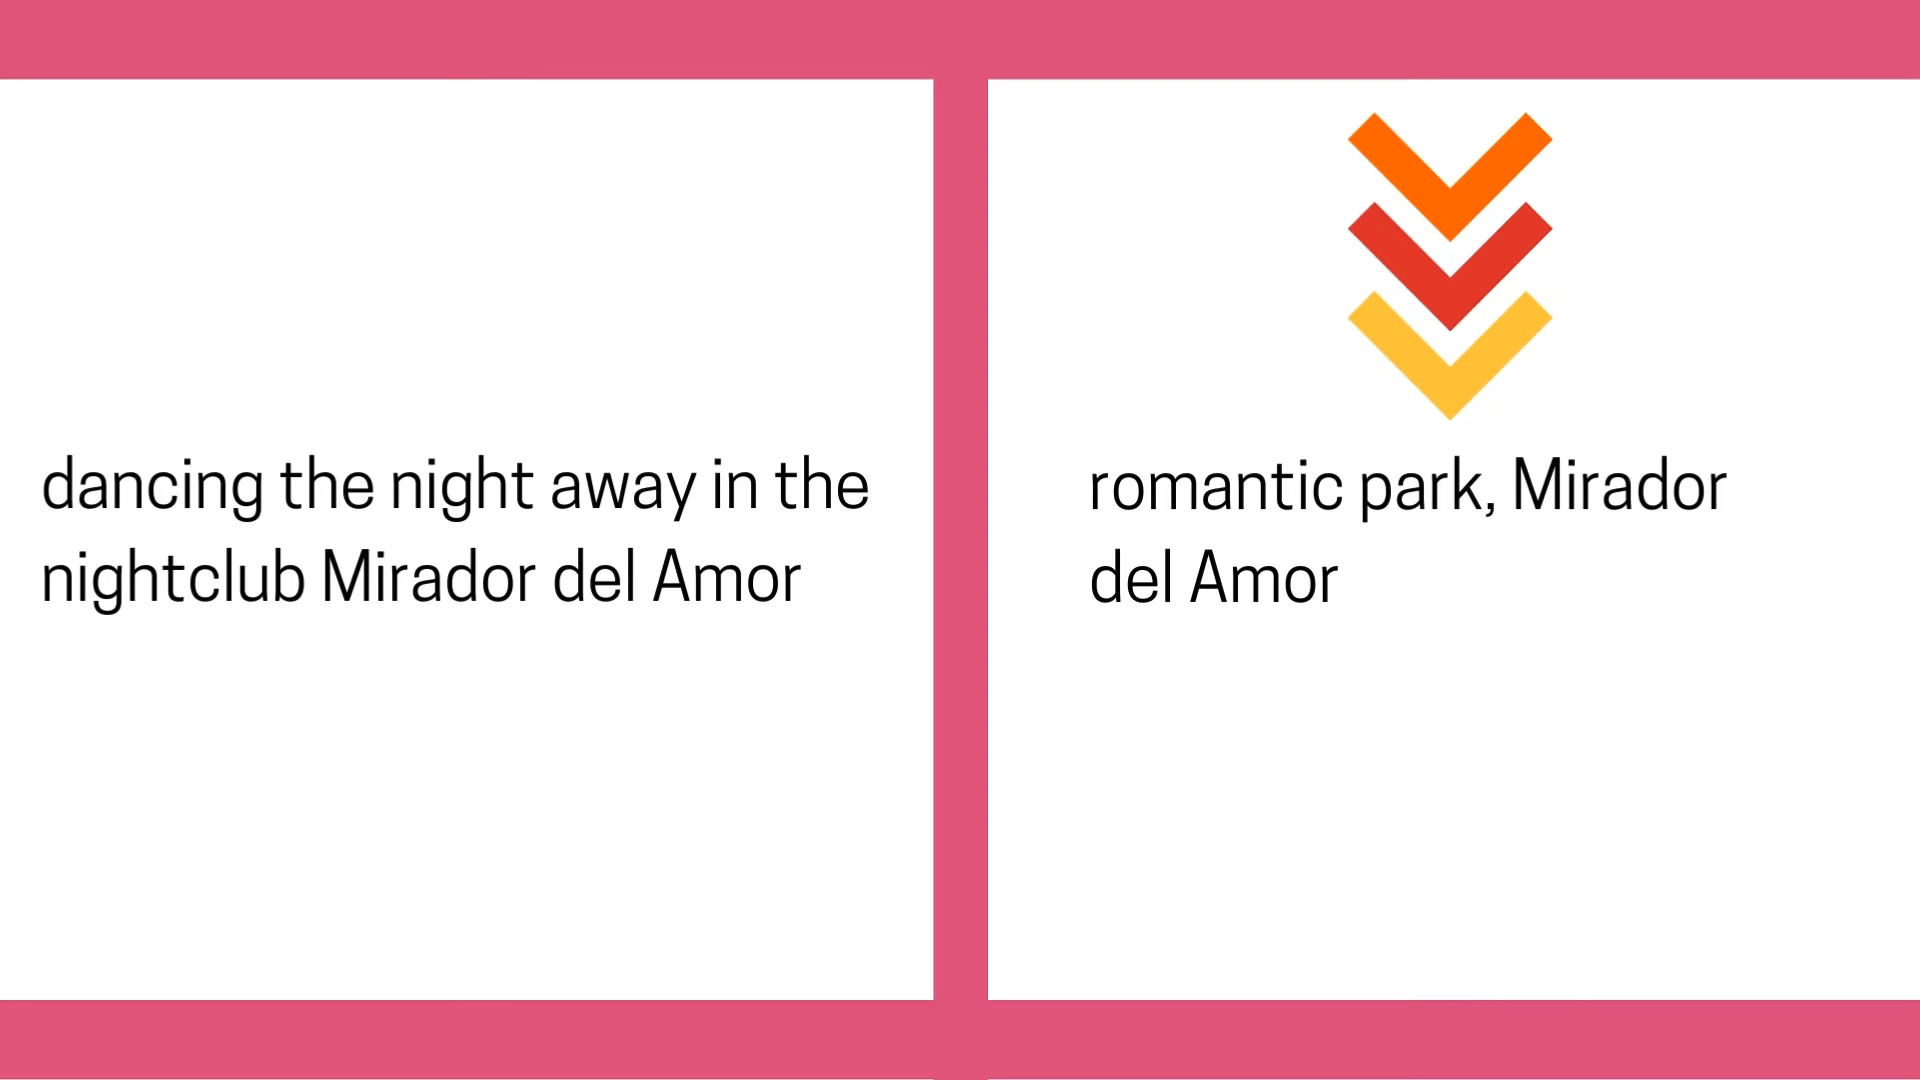 dancing the night away in the
nightclub Mirador del Amor
romantic park, Mirador
del Amor